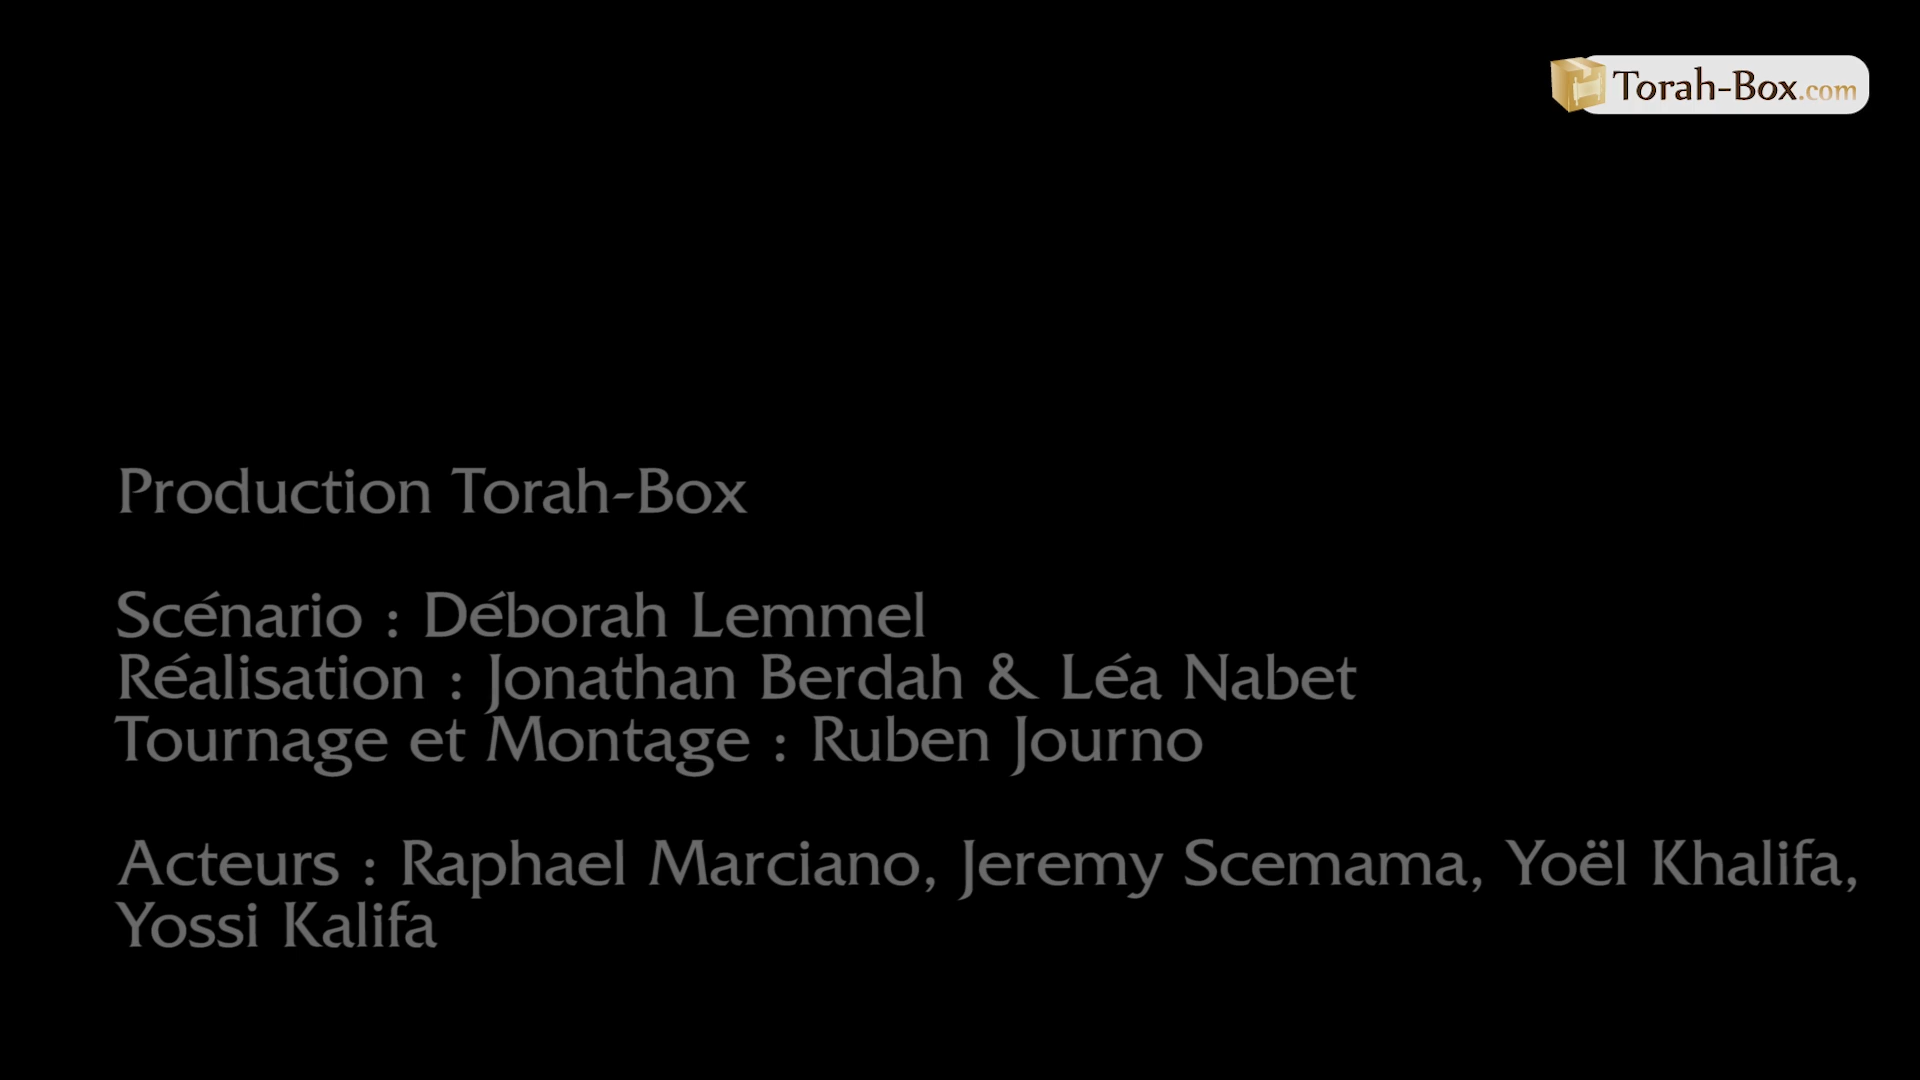 Torah-Box.com
Production Torah-Box
Scénario : Déborah Lemmel
Réalisation : Jonathan Berdah & Léa Nabet
Tournage et Montage : Ruben Journo
Acteurs : Raphael Marciano, Jeremy Scemama, Yoël Khalifa,
Yossi Kalifa